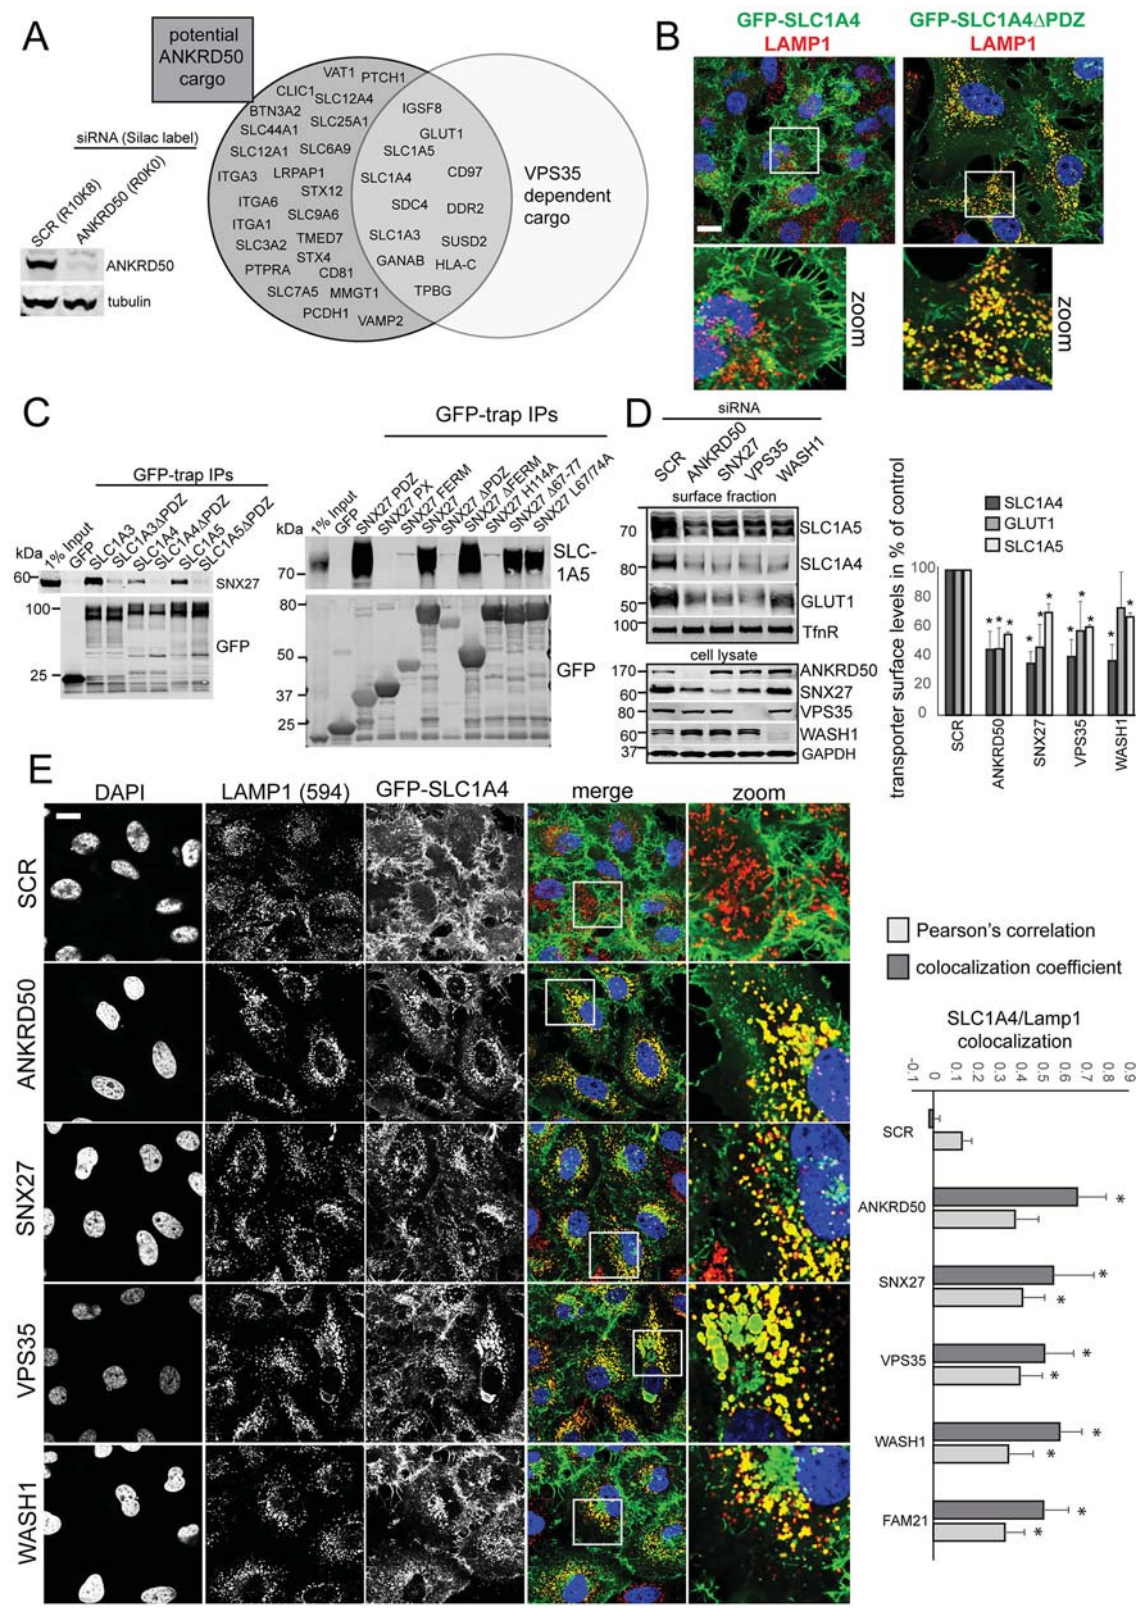 A
potential
ANKRD50
cargo
siRNA (Silac label)
SCR (R10K8)
ANKRD50 (R0K0)
ANKRD50
tubulin
VAT1
PTCH1
CLIC1
SLC12A4
BTN3A2
SLC44A1
SLC25A1
SLC12A1
SLC6A9
ITGA3
LRPAP1
STX12
ITGA6
SLC9A6
ITGA1
SLC3A2
TMED7
STX4
PTPRA
CD81
SLC7A5
MMGT1
PCDH1
VAMP2
IGSF8
GLUT1
SLC1A5
SLC1A4
CD97
SDC4
DDR2
SLC1A3
SUSD2
GANAB
HLA-C
TPBG
VPS35
dependent
cargo
B
GFP-SLC1A4
LAMP1
GFP-SLC1A4ΔPDZ
LAMP1
zoom
zoom
C
GFP-trap IPs
kDa
1% Input
GFP
SLC1A3
SLC1A3ΔPDZ
SLC1A4
SLC1A4ΔPDZ
SLC1A5
SLC1A5ΔPDZ
60
SNX27
100
GFP
25
GFP-trap IPs
kDa
1% Input
GFP
SNX27 PDZ
SNX27 PX
SNX27 FERM
SNX27
SNX27 ΔPDZ
SNX27 ΔFERM
SNX27 H114A
SNX27 Δ67-77
SNX27 L67/74A
70
SLC-
1A5
80
50
37
25
GFP
D
siRNA
SCR
ANKRD50
SNX27
VPS35
WASH1
surface fraction
70
SLC1A5
80
SLC1A4
50
GLUT1
100
TfnR
cell lysate
170
ANKRD50
60
SNX27
80
VPS35
60
WASH1
37
GAPDH
SLC1A4
GLUT1
SLC1A5
transporter surface levels in % of control
100
80
60
40
20
0
* * *
* * *
* * *
* *
SCR
ANKRD50
SNX27
VPS35
WASH1
E
DAPI
LAMP1 (594)
GFP-SLC1A4
merge
zoom
SCR
ANKRD50
SNX27
VPS35
WASH1
Pearson's correlation
colocalization coefficient
SLC1A4/Lamp1
colocalization
-0.1
0
0.1
0.2
0.3
0.4
0.5
0.6
0.7
0.8
0.9
SCR
ANKRD50
*
SNX27
*
*
VPS35
*
*
WASH1
*
*
FAM21
*
*